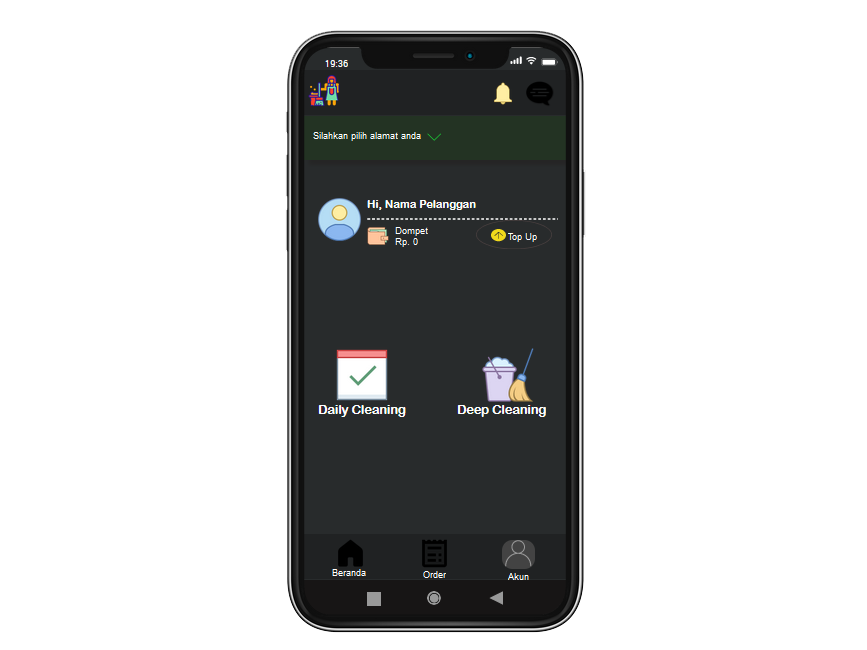 19:36
Silahkan pilih alamat anda
Hi, Nama Pelanggan
Dompet
Rp. 0
Top Up
Daily Cleaning
Deep Cleaning
Beranda
Order
Akun